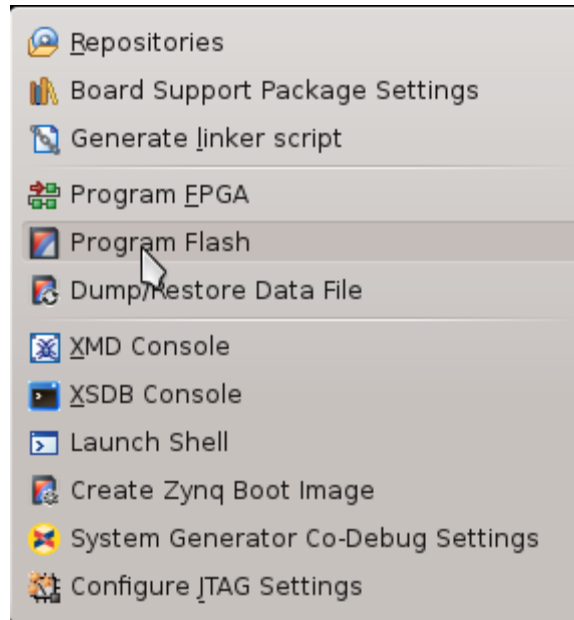 Repositories
Board Support Package Settings
Generate linker script
Program FPGA
Program Flash
Dump/Restore Data File
XMD Console
XSDB Console
Launch Shell
Create Zynq Boot Image
System Generator Co-Debug Settings
Configure JTAG Settings